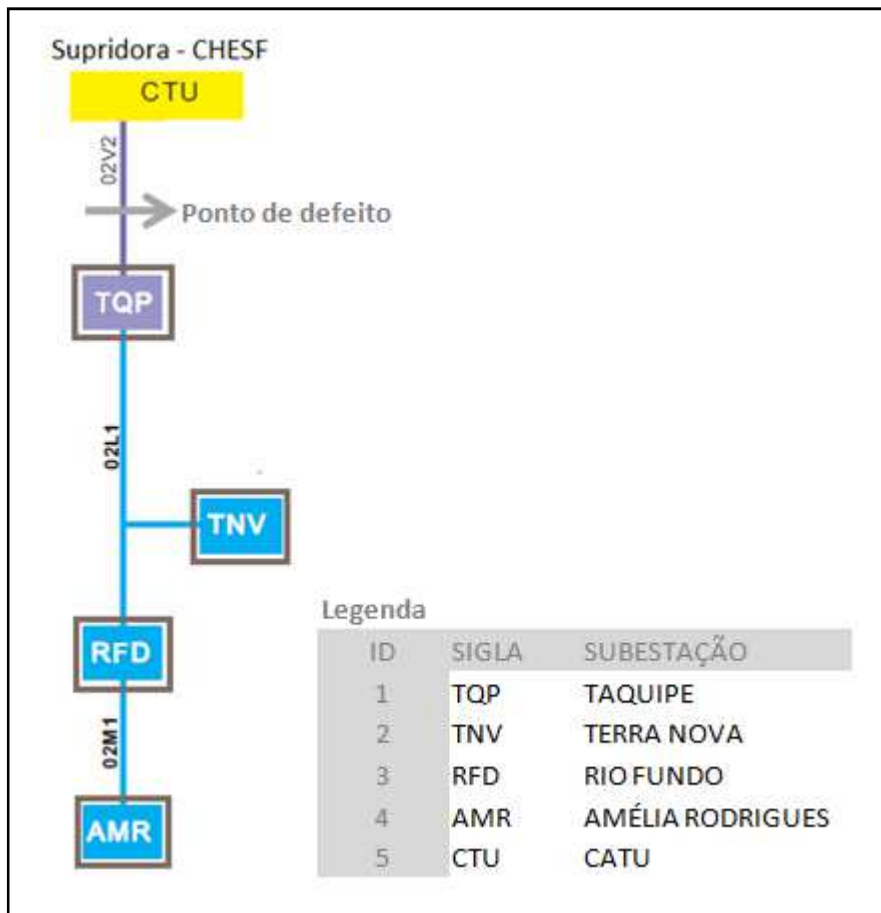 Supridora - CHESF
CTU
02V2
Ponto de defeito
TQP
02L1
TNV
RFD
02M1
AMR
Legenda
ID SIGLA SUBESTAÇÃO
1 TQP TAQUIPE
2 TNV TERRA NOVA
3 RFD RIO FUNDO
4 AMR AMÉLIA RODRIGUES
5 CTU CATU